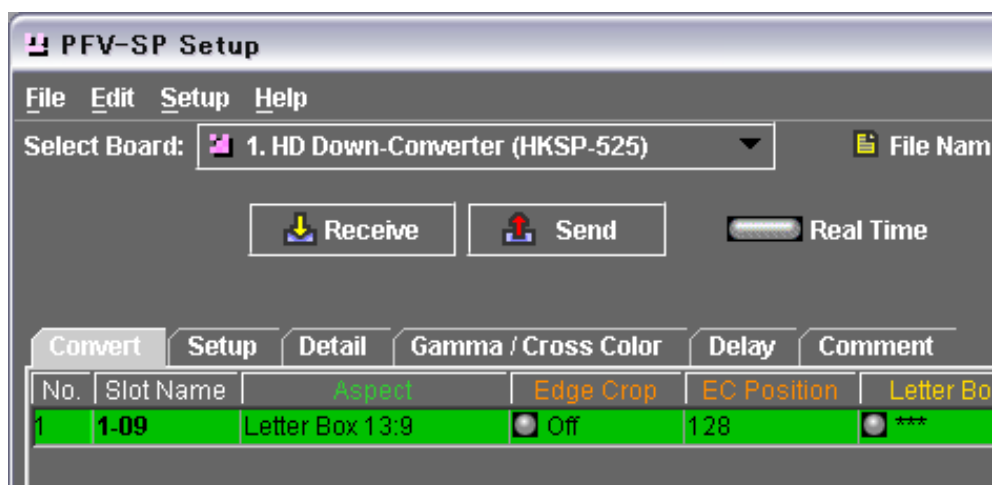 PFV-SP Setup
File Edit Setup Help
Select Board: 1. HD Down-Converter (HKSP-525) File Nam
Receive Send Real Time
Convert Setup Detail Gamma / Cross Color Delay Comment
No. Slot Name Aspect Edge Crop EC Position Letter Bo
1 1-09 Letter Box 13:9 Off 128 ***